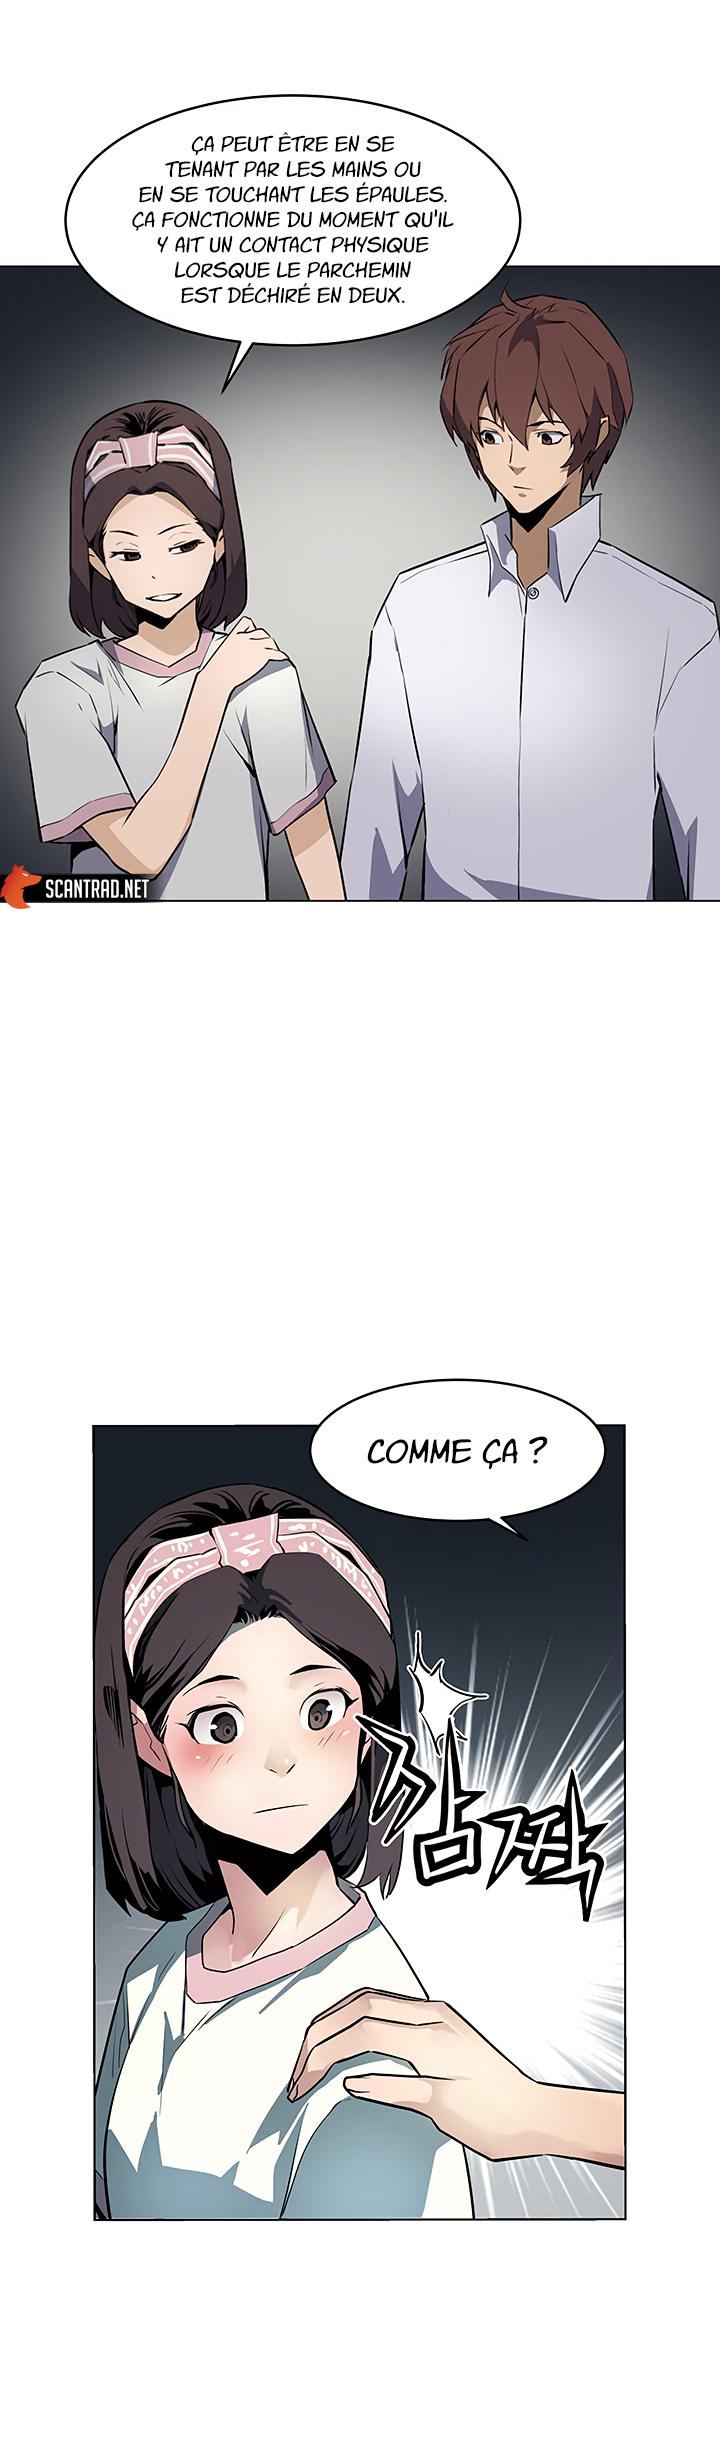 ÇA PEUT ÊTRE EN SE
TENANT PAR LES MAINS OU
EN SE TOUCHANT LES ÉPAULES.
ÇA FONCTIONNE DU MOMENT QU'IL
Y AIT UN CONTACT PHYSIQUE
LORSQUE LE PARCHEMIN
EST DÉCHIRÉ EN DEUX.
SCANTRAD.NET
COMME ÇA ?
깜짝